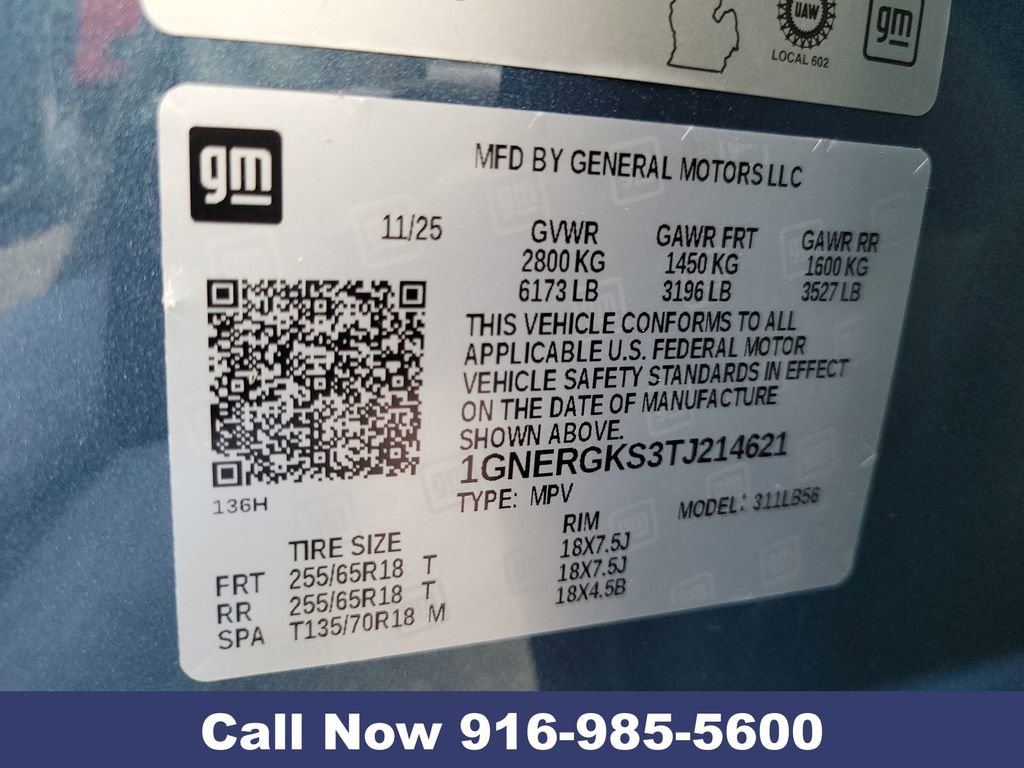 UAW
LOCAL 602
gm
gm
MFD BY GENERAL MOTORS LLC
11/25
GVWR GAWR FRT GAWR RR
2800 KG 1450 KG 1600 KG
6173 LB 3196 LB 3527 LB
THIS VEHICLE CONFORMS TO ALL
APPLICABLE U.S. FEDERAL MOTOR
VEHICLE SAFETY STANDARDS IN EFFECT
ON THE DATE OF MANUFACTURE
SHOWN ABOVE.
1GNERGKS3TJ214621
136H
TYPE: MPV MODEL: 311LB56
TIRE SIZE RIM
FRT 255/65R18 T 18X7.5J
RR 255/65R18 T 18X7.5J
SPA T135/70R18 M 18X4.5B
Call Now 916-985-5600